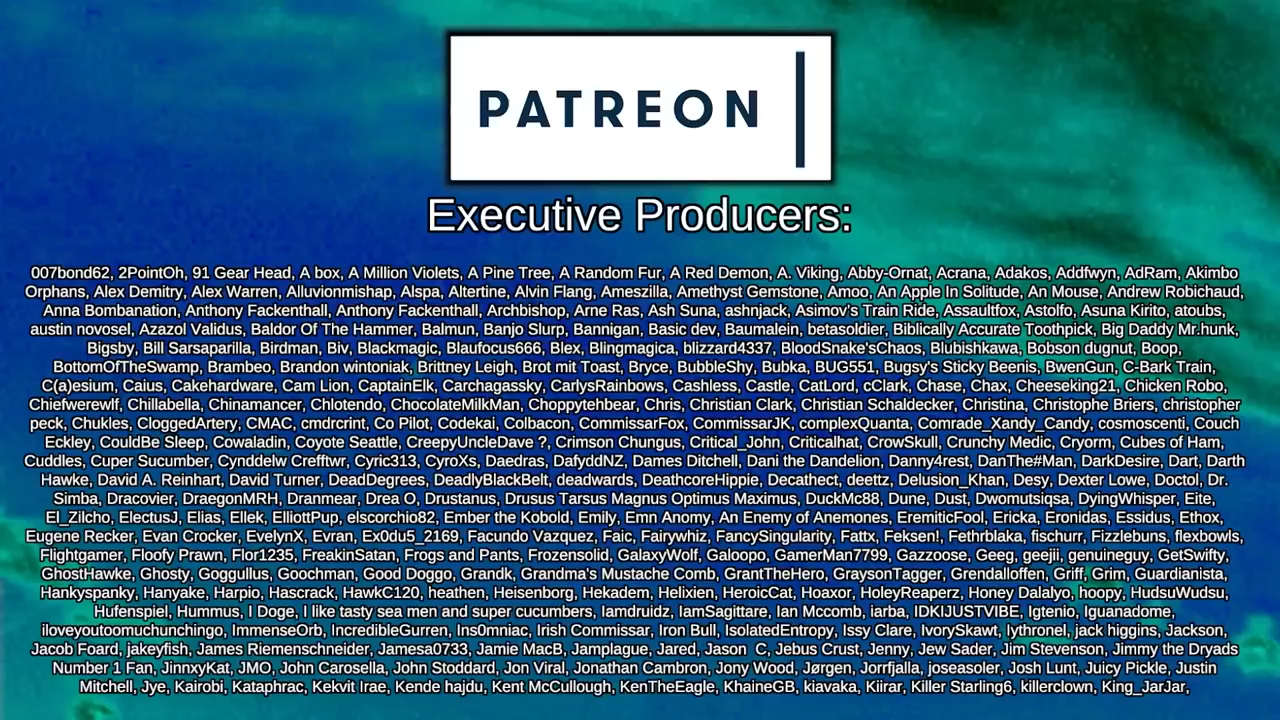 PATREON
Executive Producers:
007bond62, 2PointOh, 91 Gear Head, A box, A Million Violets, A Pine Tree, A Random Fur, A Red Demon, A. Viking, Abby-Ornat, Acrana, Adakos, Addfwyn, AdRam, Akimbo
Orphans, Alex Demitry, Alex Warren, Alluvionmishap, Alspa, Altertine, Alvin Flang, Ameszilla, Amethyst Gemstone, Amoo, An Apple In Solitude, An Mouse, Andrew Robichaud,
Anna Bombanation, Anthony Fackenthall, Anthony Fackenthall, Archbishop, Arne Ras, Ash Suna, ashnjack, Asimov's Train Ride, Assaultfox, Astolfo, Asuna Kirito, atoubs,
austin novosel, Azazol Validus, Baldor Of The Hammer, Balmun, Banjo Slurp, Bannigan, Basic dev, Baumalein, betasoldier, Biblically Accurate Toothpick, Big Daddy Mr.hunk,
Bigsby, Bill Sarsaparilla, Birdman, Biv, Blackmagic, Blaufocus666, Blex, Blingmagica, blizzard4337, BloodSnake'sChaos, Blubishkawa, Bobson dugnut, Boop,
BottomOfTheSwamp, Brambeo, Brandon wintoniak, Brittney Leigh, Brot mit Toast, Bryce, BubbleShy, Bubka, BUG551, Bugsy's Sticky Beenis, BwenGun, C-Bark Train,
C(a)esium, Caius, Cakehardware, Cam Lion, CaptainElk, Carchagassky, CarlysRainbows, Cashless, Castle, CatLord, cClark, Chase, Chax, Cheeseking21, Chicken Robo,
Chiefwerewlf, Chillabella, Chinamancer, Chlotendo, ChocolateMilkMan, Choppytehbear, Chris, Christian Clark, Christian Schaldecker, Christina, Christophe Briers, christopher
peck, Chukles, CloggedArtery, CMAC, cmdrcrint, Co Pilot, Codekai, Colbacon, CommissarFox, CommissarJK, complexQuanta, Comrade_Xandy_Candy, cosmoscenti, Couch
Eckley, CouldBe Sleep, Cowaladin, Coyote Seattle, CreepyUncleDave ?, Crimson Chungus, Critical_John, Criticalhat, CrowSkull, Crunchy Medic, Cryorm, Cubes of Ham,
Cuddles, Cuper Sucumber, Cynddelw Crefftwr, Cyric313, CyroXs, Daedras, DafyddNZ, Dames Ditchell, Dani the Dandelion, Danny4rest, DanThe#Man, DarkDesire, Dart, Darth
Hawke, David A. Reinhart, David Turner, DeadDegrees, DeadlyBlackBelt, deadwards, DeathcoreHippie, Decathect, deettz, Delusion_Khan, Desy, Dexter Lowe, Doctol, Dr.
Simba, Dracovier, DraegonMRH, Dranmear, Drea O, Drustanus, Drusus Tarsus Magnus Optimus Maximus, DuckMc88, Dune, Dust, Dwomutsiqsa, DyingWhisper, Eite,
El_Zilcho, ElectusJ, Elias, Ellek, ElliottPup, elscorchio82, Ember the Kobold, Emily, Emn Anomy, An Enemy of Anemones, EremiticFool, Ericka, Eronidas, Essidus, Ethox,
Eugene Recker, Evan Crocker, EvelynX, Evran, Ex0du5_2169, Facundo Vazquez, Faic, Fairywhiz, FancySingularity, Fattx, Feksen!, Fethrblaka, fischurr, Fizzlebuns, flexbowls,
Flightgamer, Floofy Prawn, Flor1235, FreakinSatan, Frogs and Pants, Frozensolid, GalaxyWolf, Galoopo, GamerMan7799, Gazzoose, Geeg, geejii, genuineguy, GetSwifty,
GhostHawke, Ghosty, Goggullus, Goochman, Good Doggo, Grandk, Grandma's Mustache Comb, GrantTheHero, GraysonTagger, Grendalloffen, Griff, Grim, Guardianista,
Hankyspanky, Hanyake, Harpio, Hascrack, HawkC120, heathen, Heisenborg, Hekadem, Helixien, HeroicCat, Hoaxor, HoleyReaperz, Honey Dalalyo, hoopy, HudsuWudsu,
Hufenspiel, Hummus, I Doge, I like tasty sea men and super cucumbers, Iamdruidz, IamSagittare, Ian Mccomb, iarba, IDKIJUSTVIBE, Igtenio, Iguanadome,
iloveyoutoomuchunchingo, ImmenseOrb, IncredibleGurren, Ins0mniac, Irish Commissar, Iron Bull, IsolatedEntropy, Issy Clare, IvorySkawt, lythronel, jack higgins, Jackson,
Jacob Foard, jakeyfish, James Riemenschneider, Jamesa0733, Jamie MacB, Jamplague, Jared, Jason  C, Jebus Crust, Jenny, Jew Sader, Jim Stevenson, Jimmy the Dryads
Number 1 Fan, JinnxyKat, JMO, John Carosella, John Stoddard, Jon Viral, Jonathan Cambron, Jony Wood, Jørgen, Jorrfjalla, joseasoler, Josh Lunt, Juicy Pickle, Justin
Mitchell, Jye, Kairobi, Kataphrac, Kekvit Irae, Kende hajdu, Kent McCullough, KenTheEagle, KhaineGB, kiavaka, Kiirar, Killer Starling6, killerclown, King_JarJar,